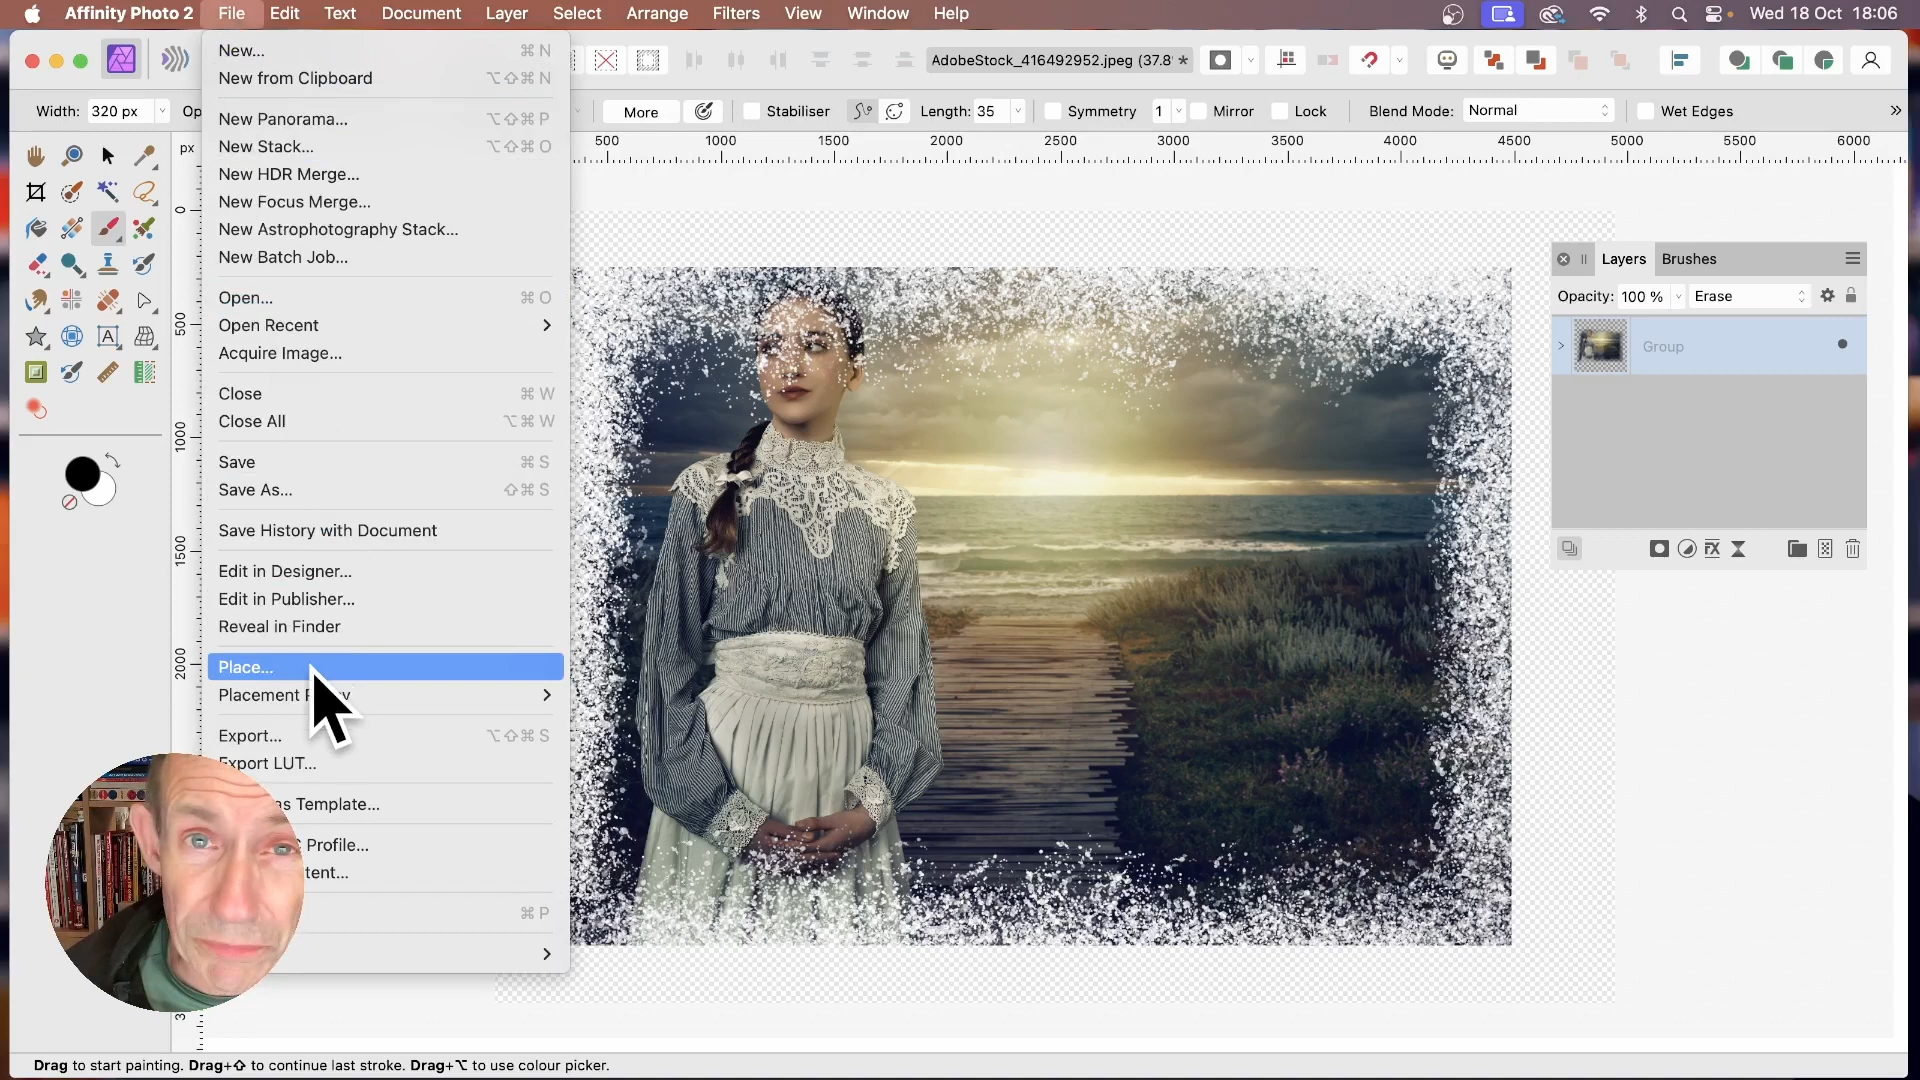 Affinity Photo 2 File Edit Text Document Layer Select Arrange Filters View Window Help Wed 18 Oct 18:06
AdobeStock_416492952.jpeg (37.8' *
Width: 320 px Op More Stabiliser Length: 35 Symmetry 1 Mirror Lock Blend Mode: Normal Wet Edges »
px 500 1000 1500 2000 2500 3000 3500 4000 4500 5000 5500 6000
0
500
1000
1500
2000
3
New... ⌘ N
New from Clipboard ⌥⇧⌘ N
New Panorama... ⌥⇧⌘ P
New Stack... ⌥⇧⌘ O
New HDR Merge...
New Focus Merge...
New Astrophotography Stack...
New Batch Job...
Open... ⌘ O
Open Recent
Acquire Image...
Close ⌘ W
Close All ⌥⌘ W
Save ⌘ S
Save As... ⇧⌘ S
Save History with Document
Edit in Designer...
Edit in Publisher...
Reveal in Finder
Place...
Placement
Export... ⌥⇧⌘ S
Export LUT...
as Template...
Profile...
⌘ P
Layers Brushes
Opacity: 100 % Erase
Group
Drag to start painting. Drag+⇧ to continue last stroke. Drag+⌥ to use colour picker.